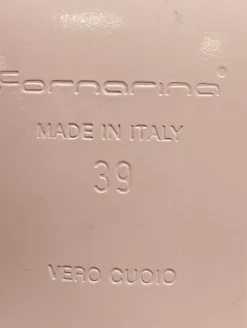 Fornarina®
MADE IN ITALY
39
VERO CUOIO